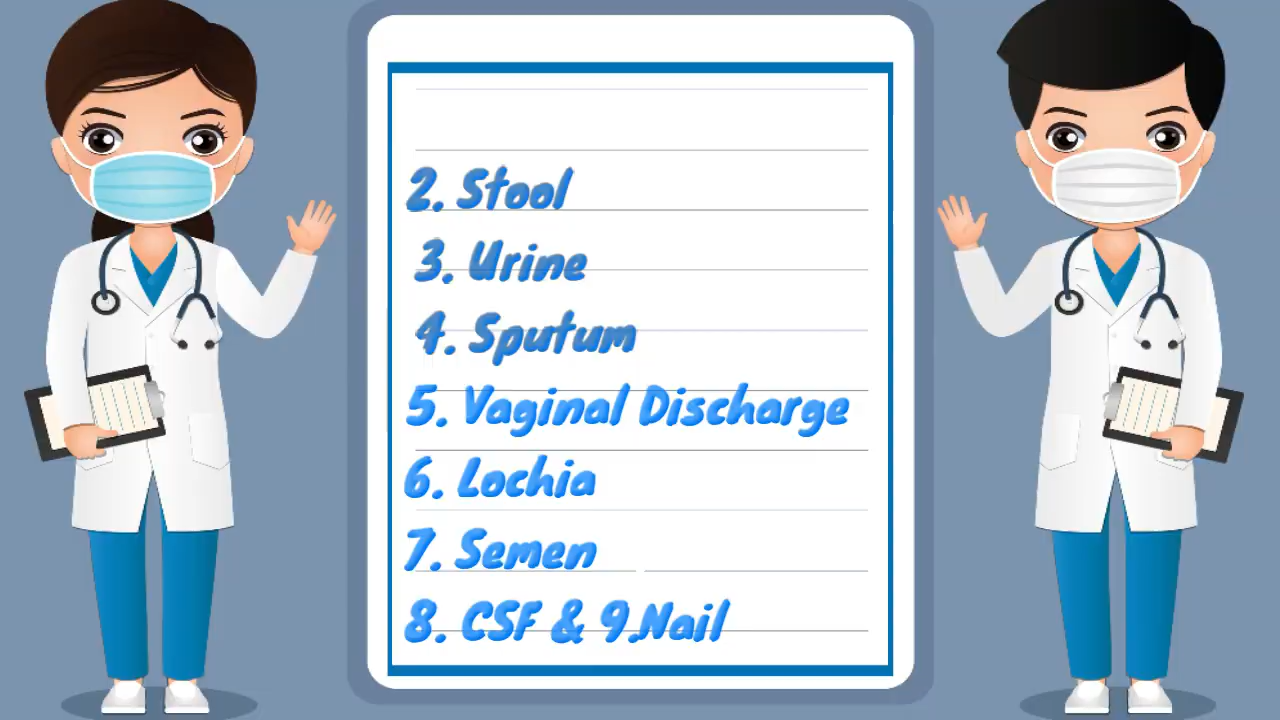 2. Stool
3. Urine
4. Sputum
5. Vaginal Discharge
6. Lochia
7. Semen
8. CSF & 9.Nail